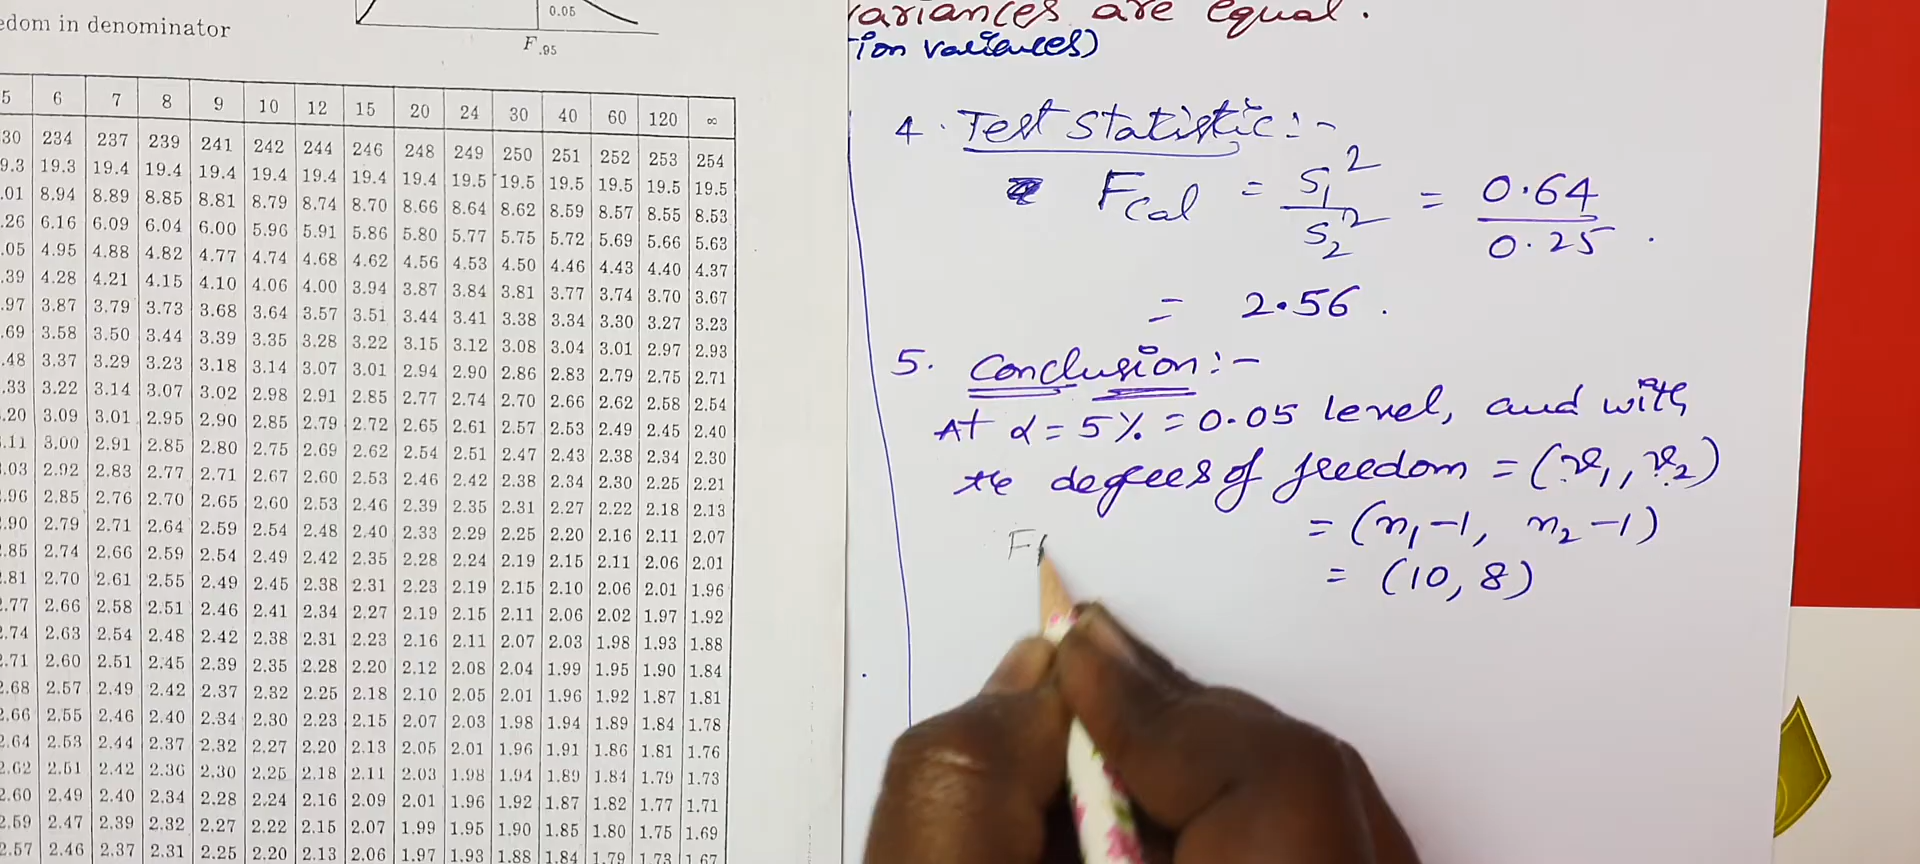 edom in denominator
0.05
F.95
5 6 7 8 9 10 12 15 20 24 30 40 60 120 ∞
30 234 237 239 241 242 244 246 248 249 250 251 252 253 254
9.3 19.3 19.4 19.4 19.4 19.4 19.4 19.4 19.4 19.5 19.5 19.5 19.5 19.5 19.5
.01 8.94 8.89 8.85 8.81 8.79 8.74 8.70 8.66 8.64 8.62 8.59 8.57 8.55 8.53
.26 6.16 6.09 6.04 6.00 5.96 5.91 5.86 5.80 5.77 5.75 5.72 5.69 5.66 5.63
.05 4.95 4.88 4.82 4.77 4.74 4.68 4.62 4.56 4.53 4.50 4.46 4.43 4.40 4.37
.39 4.28 4.21 4.15 4.10 4.06 4.00 3.94 3.87 3.84 3.81 3.77 3.74 3.70 3.67
.97 3.87 3.79 3.73 3.68 3.64 3.57 3.51 3.44 3.41 3.38 3.34 3.30 3.27 3.23
.69 3.58 3.50 3.44 3.39 3.35 3.28 3.22 3.15 3.12 3.08 3.04 3.01 2.97 2.93
.48 3.37 3.29 3.23 3.18 3.14 3.07 3.01 2.94 2.90 2.86 2.83 2.79 2.75 2.71
.33 3.22 3.14 3.07 3.02 2.98 2.91 2.85 2.77 2.74 2.70 2.66 2.62 2.58 2.54
.20 3.09 3.01 2.95 2.90 2.85 2.79 2.72 2.65 2.61 2.57 2.53 2.49 2.45 2.40
.11 3.00 2.91 2.85 2.80 2.75 2.69 2.62 2.54 2.51 2.47 2.43 2.38 2.34 2.30
.03 2.92 2.83 2.77 2.71 2.67 2.60 2.53 2.46 2.42 2.38 2.34 2.30 2.25 2.21
.96 2.85 2.76 2.70 2.65 2.60 2.53 2.46 2.39 2.35 2.31 2.27 2.22 2.18 2.13
.90 2.79 2.71 2.64 2.59 2.54 2.48 2.40 2.33 2.29 2.25 2.20 2.16 2.11 2.07
.85 2.74 2.66 2.59 2.54 2.49 2.42 2.35 2.28 2.24 2.19 2.15 2.11 2.06 2.01
.81 2.70 2.61 2.55 2.49 2.45 2.38 2.31 2.23 2.19 2.15 2.10 2.06 2.01 1.96
2.77 2.66 2.58 2.51 2.46 2.41 2.34 2.27 2.19 2.15 2.11 2.06 2.02 1.97 1.92
2.74 2.63 2.54 2.48 2.42 2.38 2.31 2.23 2.16 2.11 2.07 2.03 1.98 1.93 1.88
2.71 2.60 2.51 2.45 2.39 2.35 2.28 2.20 2.12 2.08 2.04 1.99 1.95 1.90 1.84
2.68 2.57 2.49 2.42 2.37 2.32 2.25 2.18 2.10 2.05 2.01 1.96 1.92 1.87 1.81
2.66 2.55 2.46 2.40 2.34 2.30 2.23 2.15 2.07 2.03 1.98 1.94 1.89 1.84 1.78
2.64 2.53 2.44 2.37 2.32 2.27 2.20 2.13 2.05 2.01 1.96 1.91 1.86 1.81 1.76
2.62 2.51 2.42 2.36 2.30 2.25 2.18 2.11 2.03 1.98 1.94 1.89 1.84 1.79 1.73
2.60 2.49 2.40 2.34 2.28 2.24 2.16 2.09 2.01 1.96 1.92 1.87 1.82 1.77 1.71
2.59 2.47 2.39 2.32 2.27 2.22 2.15 2.07 1.99 1.95 1.90 1.85 1.80 1.75 1.69
2.57 2.46 2.37 2.31 2.25 2.20 2.13 2.06 1.97 1.93 1.88 1.84 1.79 1.73 1.67
variances are equal.
tion variances)
4. Test Statistic :-
F cal = S₁²/S₂² = 0.64/0.25 .
= 2.56 .
5. Conclusion :-
At α = 5% = 0.05 level, and with
the degrees of freedom = (ν₁, ν₂)
= (n₁-1, n₂-1)
= (10, 8)
F(